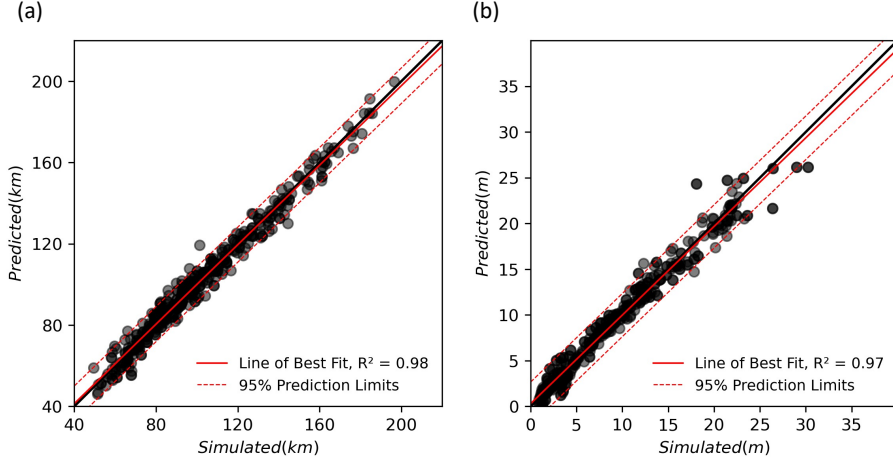 (a)
200
160
120
80
40
Predicted(km)
Line of Best Fit, R² = 0.98
95% Prediction Limits
40
80
120
160
200
Simulated(km)
(b)
35
30
25
20
15
10
5
0
Predicted(m)
Line of Best Fit, R² = 0.97
95% Prediction Limits
0
5
10
15
20
25
30
35
Simulated(m)